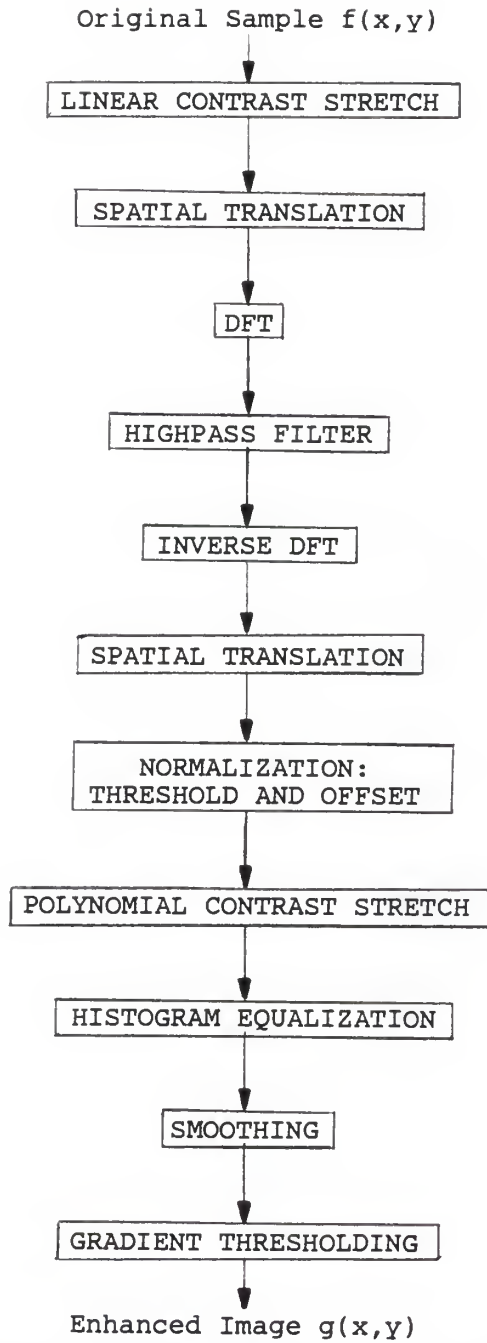 Original Sample f(x,y)
LINEAR CONTRAST STRETCH
SPATIAL TRANSLATION
DFT
HIGHPASS FILTER
INVERSE DFT
SPATIAL TRANSLATION
NORMALIZATION:
THRESHOLD AND OFFSET
POLYNOMIAL CONTRAST STRETCH
HISTOGRAM EQUALIZATION
SMOOTHING
GRADIENT THRESHOLDING
Enhanced Image g(x,y)